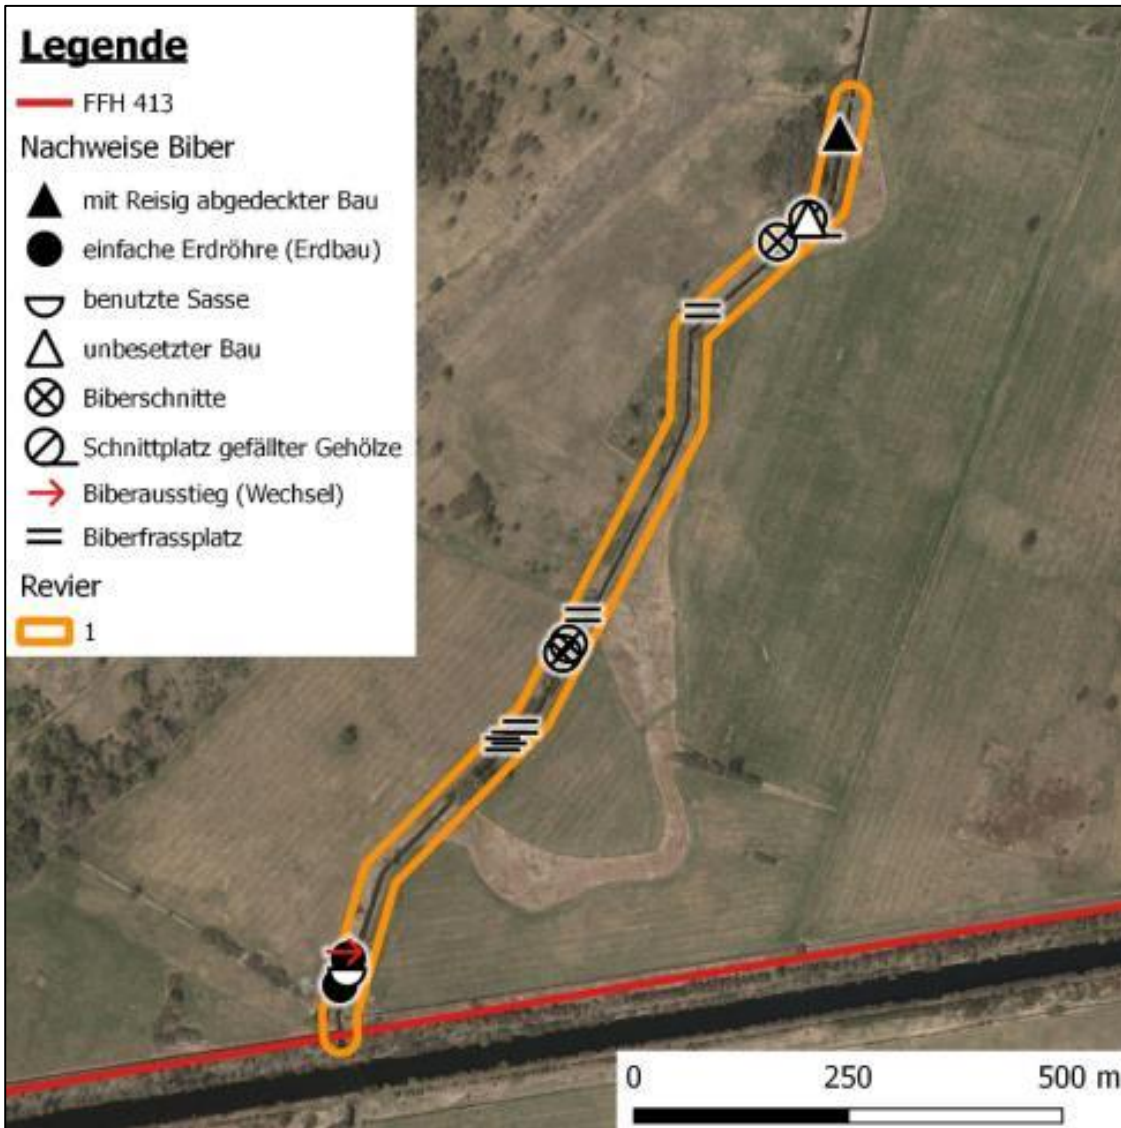 Legende
FFH 413
Nachweise Biber
mit Reisig abgedeckter Bau
einfache Erdröhre (Erdbau)
benutzte Sasse
unbesetzter Bau
Biberschnitte
Schnittplatz gefällter Gehölze
Biberausstieg (Wechsel)
Biberfrassplatz
Revier
1
0 250 500 m